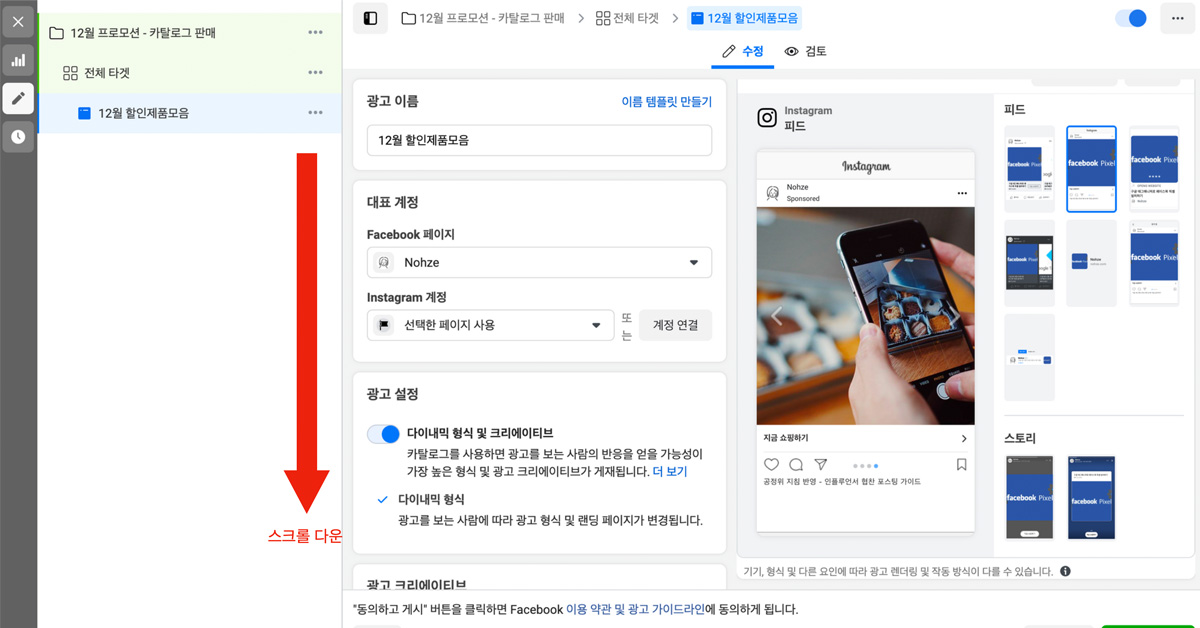 12월 프로모션 - 카탈로그 판매
전체 타겟
12월 할인제품모음
스크롤 다운
12월 프로모션 - 카탈로그 판매
전체 타겟
12월 할인제품모음
수정
검토
광고 이름
이름 템플릿 만들기
12월 할인제품모음
대표 계정
Facebook 페이지
Nohze
Instagram 계정
선택한 페이지 사용
또는
계정 연결
광고 설정
다이내믹 형식 및 크리에이티브
카탈로그를 사용하면 광고를 보는 사람의 반응을 얻을 가능성이
가장 높은 형식 및 광고 크리에이티브가 게재됩니다. 더 보기
다이내믹 형식
광고를 보는 사람에 따라 광고 형식 및 랜딩 페이지가 변경됩니다.
광고 크리에이티브
Instagram
피드
Instagram
Nohze
Sponsored
지금 쇼핑하기
공정위 지침 반영 - 인플루언서 협찬 포스팅 가이드
피드
facebook Pixel
facebook Pixel
facebook Pixel
facebook Pixel
facebook Pixel
스토리
facebook Pixel
facebook Pixel
기기, 형식 및 다른 요인에 따라 광고 렌더링 및 작동 방식이 다를 수 있습니다.
"동의하고 게시" 버튼을 클릭하면 Facebook 이용 약관 및 광고 가이드라인에 동의하게 됩니다.